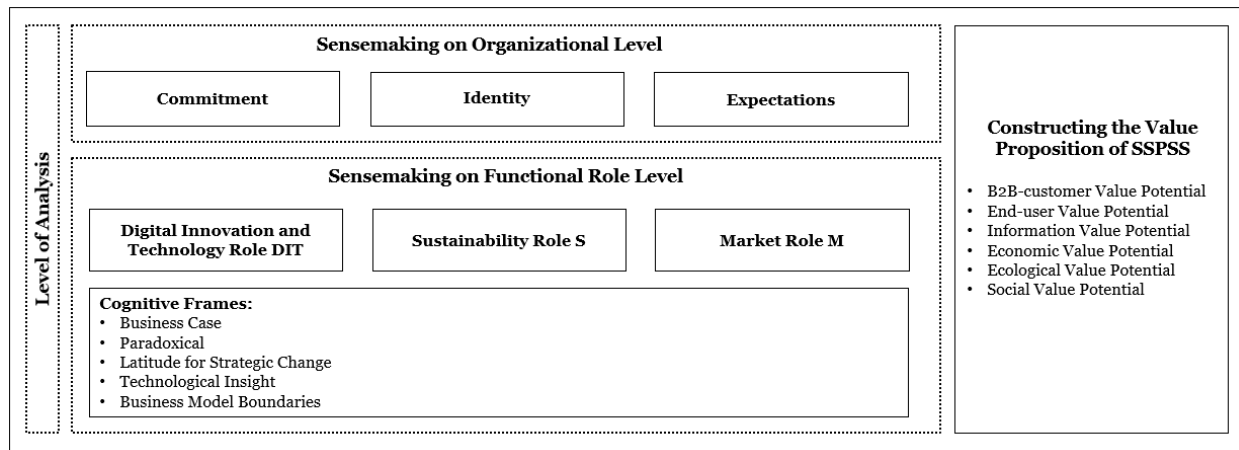 Level of Analysis
Sensemaking on Organizational Level
Commitment
Identity
Expectations
Sensemaking on Functional Role Level
Digital Innovation and
Technology Role DIT
Sustainability Role S
Market Role M
Cognitive Frames:
• Business Case
• Paradoxical
• Latitude for Strategic Change
• Technological Insight
• Business Model Boundaries
Constructing the Value
Proposition of SSPSS
• B2B-customer Value Potential
• End-user Value Potential
• Information Value Potential
• Economic Value Potential
• Ecological Value Potential
• Social Value Potential